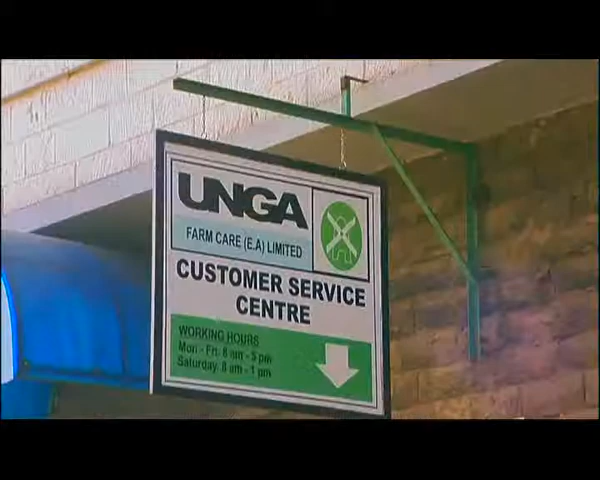 UNGA
FARM CARE (E.A) LIMITED
CUSTOMER SERVICE
CENTRE
WORKING HOURS
Mon - Fri.: 8 am - 5 pm
Saturday.: 8 am - 1 pm